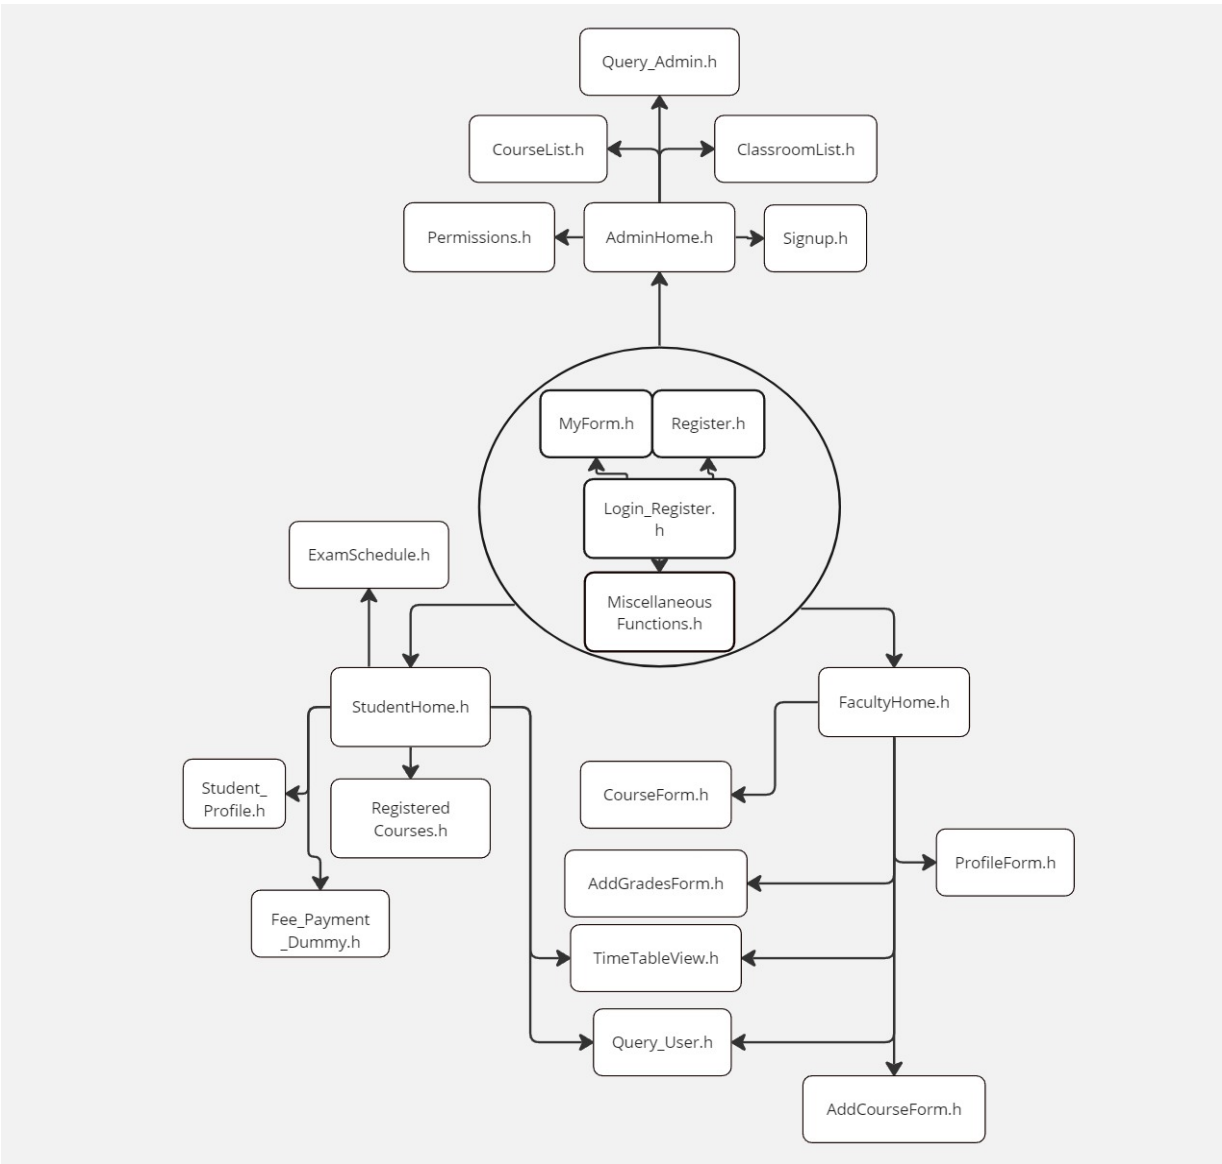 Query_Admin.h
CourseList.h
ClassroomList.h
Permissions.h
AdminHome.h
Signup.h
MyForm.h
Register.h
Login_Register.
h
ExamSchedule.h
Miscellaneous
Functions.h
StudentHome.h
FacultyHome.h
Student_
Profile.h
Registered
Courses.h
CourseForm.h
ProfileForm.h
AddGradesForm.h
Fee_Payment
_Dummy.h
TimeTableView.h
Query_User.h
AddCourseForm.h